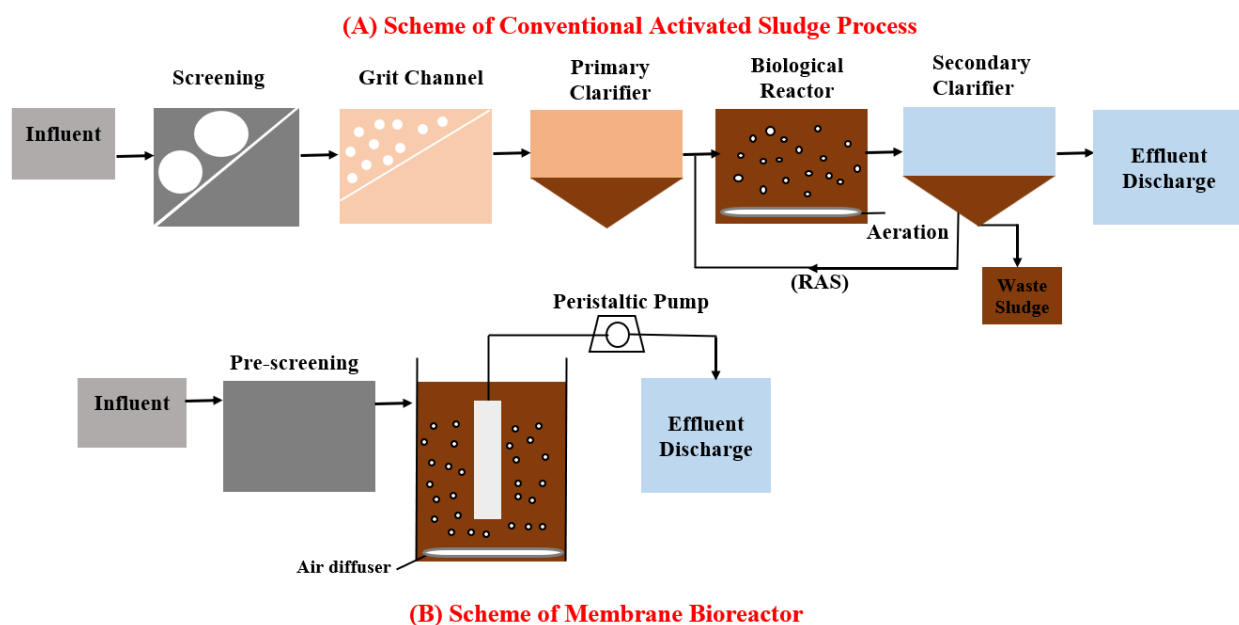 (A) Scheme of Conventional Activated Sludge Process
Screening
Grit Channel
Primary
Clarifier
Biological
Reactor
Secondary
Clarifier
Influent
Effluent
Discharge
Aeration
(RAS)
Waste
Sludge
Peristaltic Pump
Pre-screening
Influent
Effluent
Discharge
Air diffuser
(B) Scheme of Membrane Bioreactor